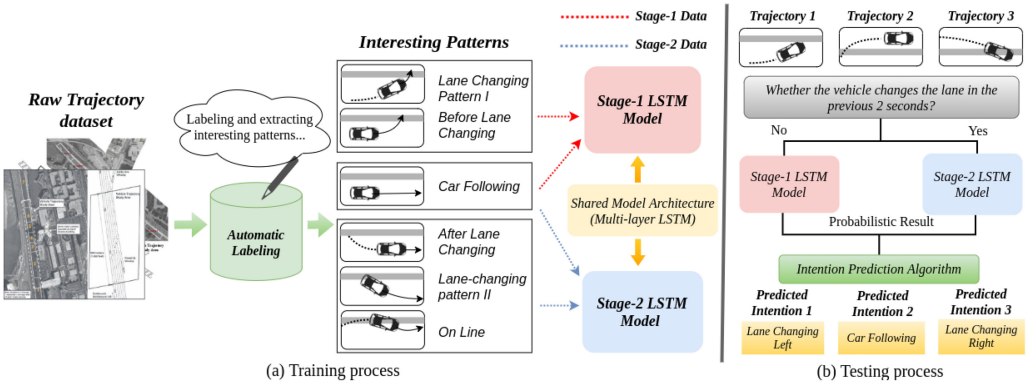 Interesting Patterns
Stage-1 Data
Stage-2 Data
Raw Trajectory
dataset
Labeling and extracting
interesting patterns...
Automatic
Labeling
Lane Changing
Pattern I
Before Lane
Changing
Car Following
After Lane
Changing
Lane-changing
pattern II
On Line
Stage-1 LSTM
Model
Shared Model Architecture
(Multi-layer LSTM)
Stage-2 LSTM
Model
(a) Training process
Trajectory 1
Trajectory 2
Trajectory 3
Whether the vehicle changes the lane in the
previous 2 seconds?
No
Yes
Stage-1 LSTM
Model
Stage-2 LSTM
Model
Probabilistic Result
Intention Prediction Algorithm
Predicted
Intention 1
Predicted
Intention 2
Predicted
Intention 3
Lane Changing
Left
Car Following
Lane Changing
Right
(b) Testing process